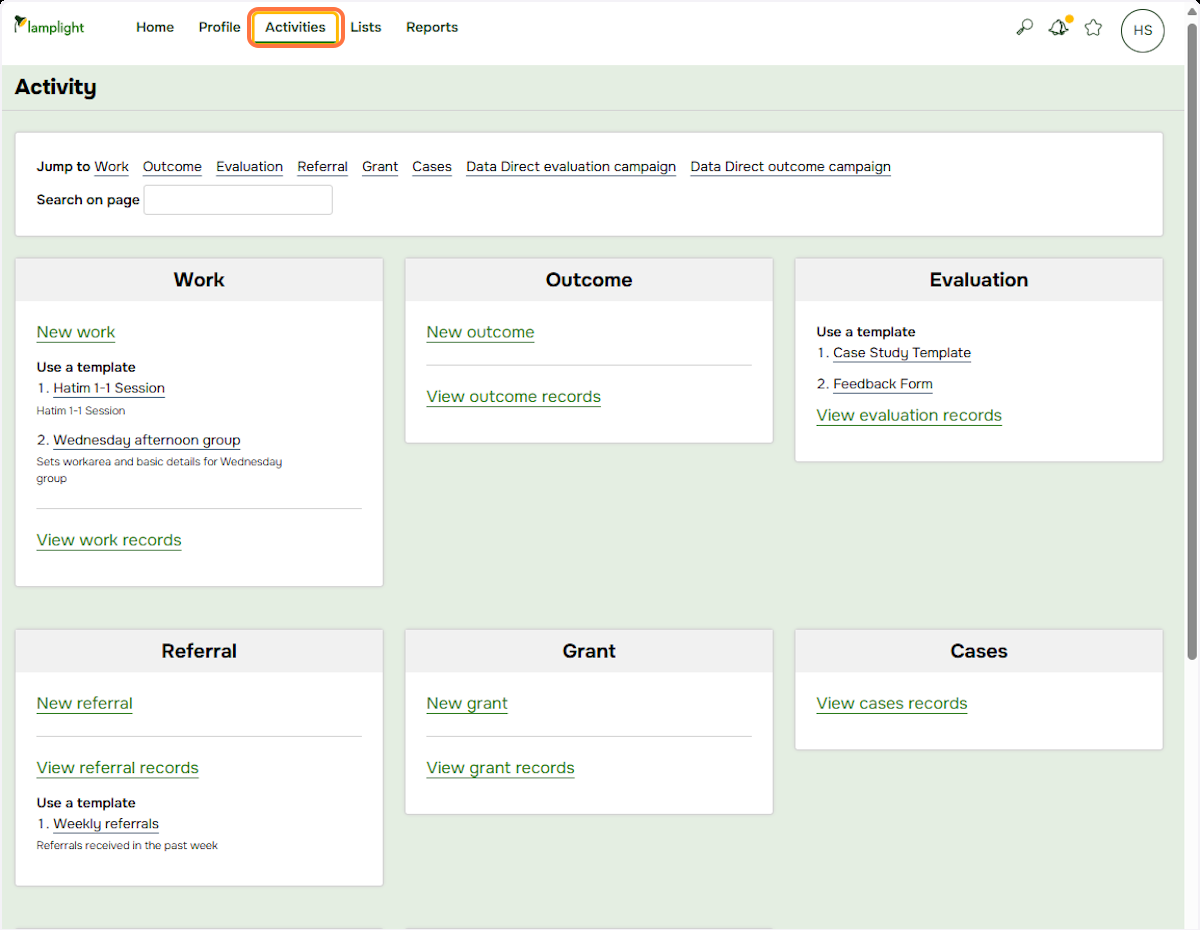 lamplight
Home Profile Activities Lists Reports
HS
Activity
Jump to Work Outcome Evaluation Referral Grant Cases Data Direct evaluation campaign Data Direct outcome campaign
Search on page
Work
New work
Use a template
1. Hatim 1-1 Session
Hatim 1-1 Session
2. Wednesday afternoon group
Sets workarea and basic details for Wednesday
group
View work records
Outcome
New outcome
View outcome records
Evaluation
Use a template
1. Case Study Template
2. Feedback Form
View evaluation records
Referral
New referral
View referral records
Use a template
1. Weekly referrals
Referrals received in the past week
Grant
New grant
View grant records
Cases
View cases records